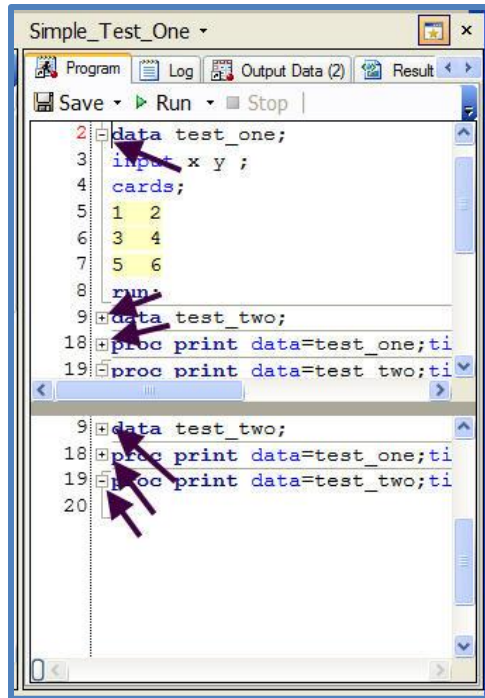 Simple_Test_One
Program Log Output Data (2) Result
Save Run Stop
2 data test_one;
3 input x y ;
4 cards;
5 1 2
6 3 4
7 5 6
8 run;
9 data test_two;
18 proc print data=test_one;ti
19 proc print data=test_two;ti
9 data test_two;
18 proc print data=test_one;ti
19 proc print data=test_two;ti
20